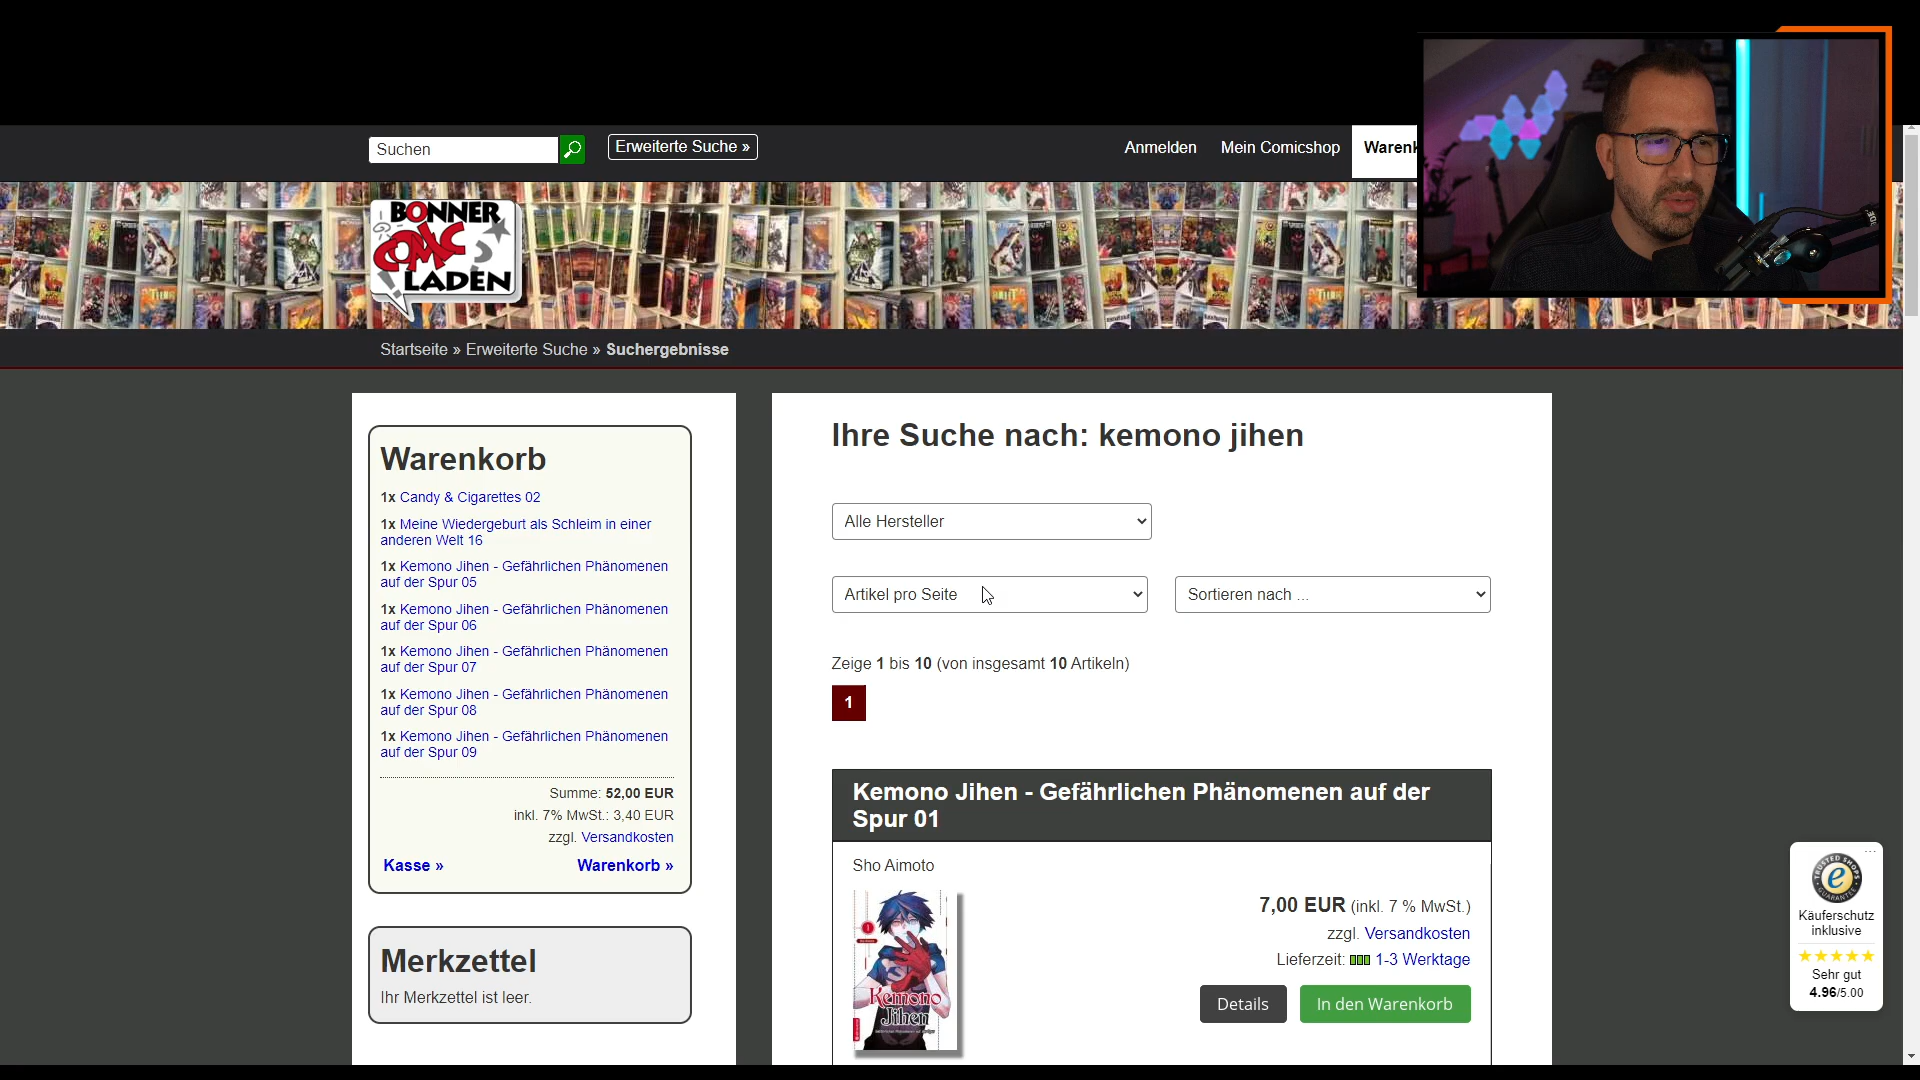 Suchen
Erweiterte Suche »
Anmelden
Mein Comicshop
BONNER
COMIC
LADEN
Startseite » Erweiterte Suche » Suchergebnisse
Warenkorb
1x Candy & Cigarettes 02
1x Meine Wiedergeburt als Schleim in einer
anderen Welt 16
1x Kemono Jihen - Gefährlichen Phänomenen
auf der Spur 05
1x Kemono Jihen - Gefährlichen Phänomenen
auf der Spur 06
1x Kemono Jihen - Gefährlichen Phänomenen
auf der Spur 07
1x Kemono Jihen - Gefährlichen Phänomenen
auf der Spur 08
1x Kemono Jihen - Gefährlichen Phänomenen
auf der Spur 09
Summe: 52,00 EUR
inkl. 7% MwSt.: 3,40 EUR
zzgl. Versandkosten
Kasse »
Warenkorb »
Merkzettel
Ihr Merkzettel ist leer.
Ihre Suche nach: kemono jihen
Alle Hersteller
Artikel pro Seite
Sortieren nach ...
Zeige 1 bis 10 (von insgesamt 10 Artikeln)
1
Kemono Jihen - Gefährlichen Phänomenen auf der
Spur 01
Sho Aimoto
1
Kemono
Jihen
7,00 EUR (inkl. 7 % MwSt.)
zzgl. Versandkosten
Lieferzeit: 1-3 Werktage
Details
In den Warenkorb
TRUSTED SHOPS
GUARANTEE
e
Käuferschutz
inklusive
Sehr gut
4.96/5.00